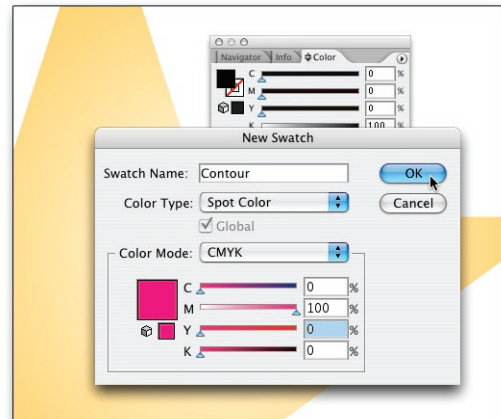 Navigator Info Color
C 0 %
M 0 %
Y 0 %
K 100 %
New Swatch
Swatch Name: Contour
OK
Color Type: Spot Color
Cancel
Global
Color Mode: CMYK
C 0 %
M 100 %
Y 0 %
K 0 %